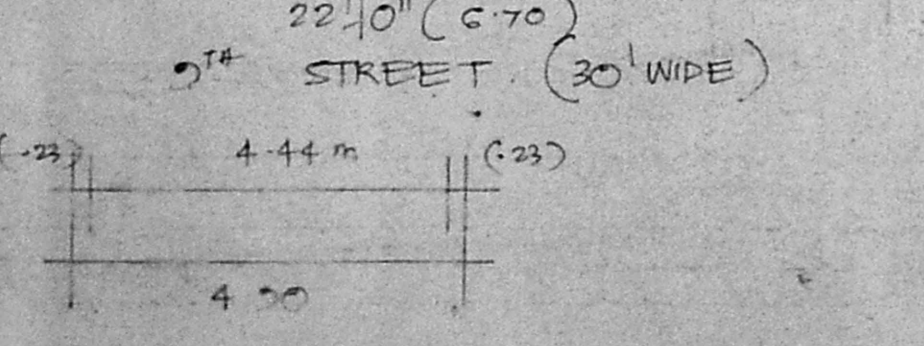 22'-0" (6.70)
9TH STREET. (30' WIDE)
(.23) 4.44 m (.23)
4.90